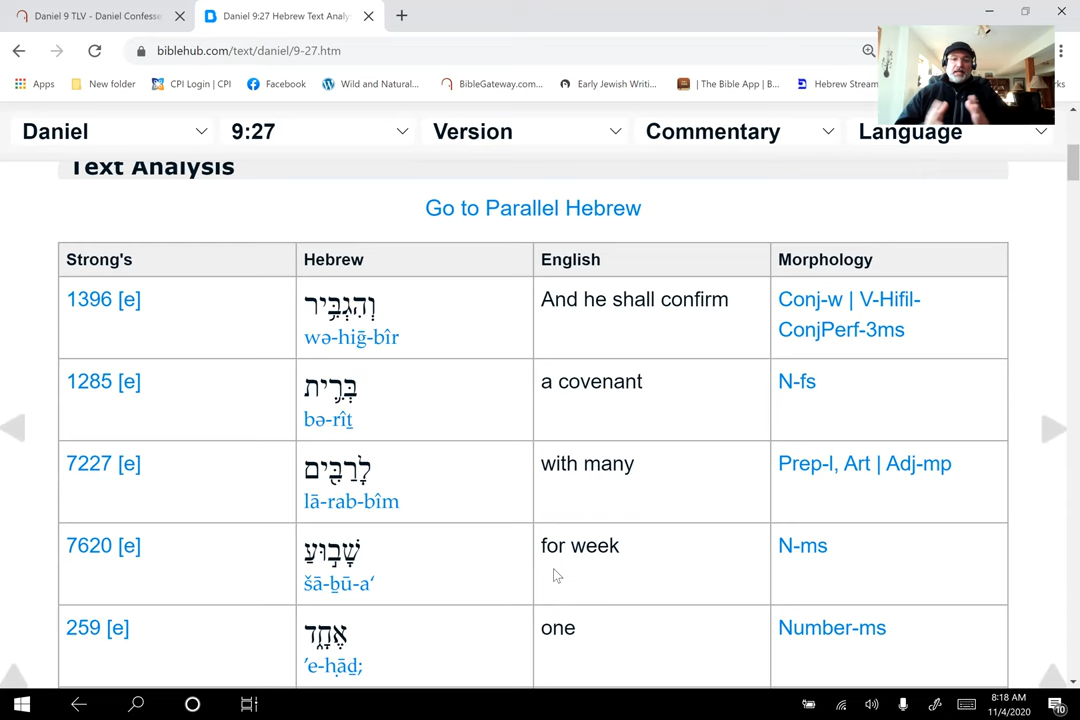 Daniel 9 TLV - Daniel Confesse
Daniel 9:27 Hebrew Text Analy
biblehub.com/text/daniel/9-27.htm
Apps
New folder
CPI Login | CPI
Facebook
Wild and Natural...
BibleGateway.com...
Early Jewish Writi...
| The Bible App | B...
Hebrew Stream
Daniel
9:27
Version
Commentary
Language
Text Analysis
Go to Parallel Hebrew
Strong's Hebrew English Morphology
1396 [e] וְהִגְבִּ֥יר And he shall confirm Conj-w | V-Hifil-
wə-hiḡ-bîr ConjPerf-3ms
1285 [e] בְּרִ֛ית a covenant N-fs
bə-rîṯ
7227 [e] לָרַבִּ֖ים with many Prep-l, Art | Adj-mp
lā-rab-bîm
7620 [e] שָׁב֣וּעַ for week N-ms
šā-ḇū-a‘
259 [e] אֶחָ֑ד one Number-ms
’e-ḥāḏ;
8:18 AM
11/4/2020
10